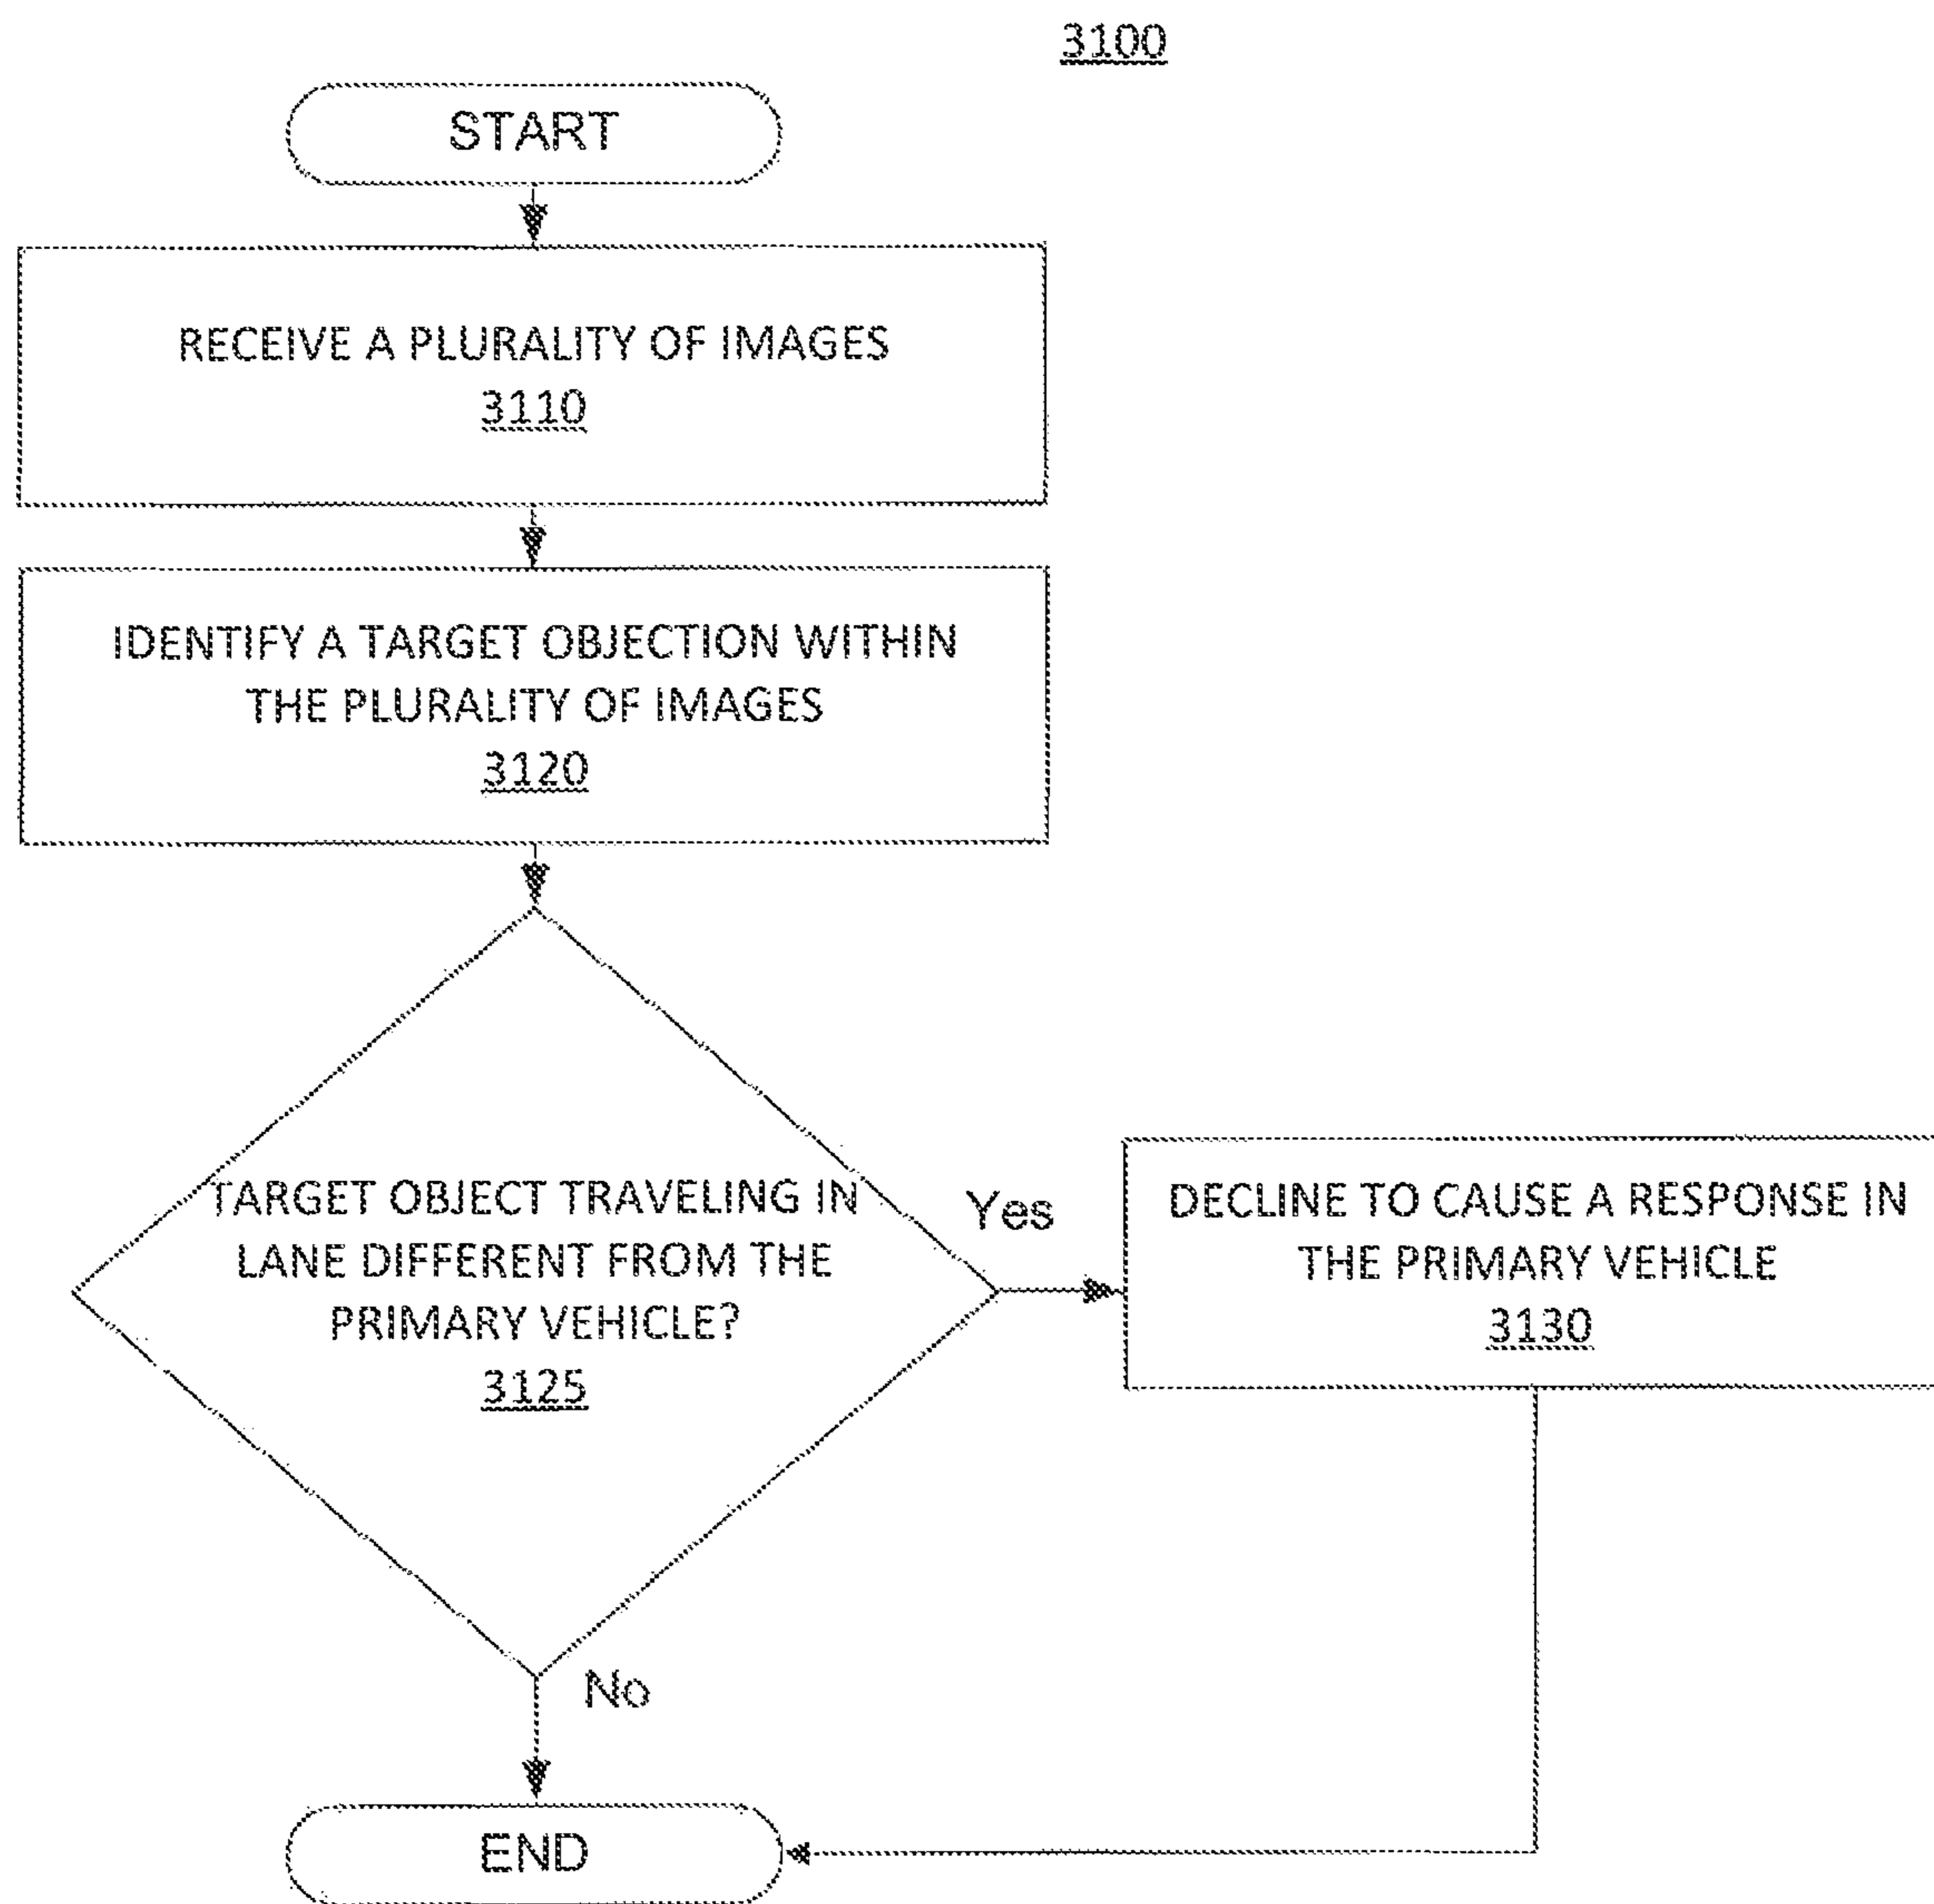 3100
START
RECEIVE A PLURALITY OF IMAGES
3110
IDENTIFY A TARGET OBJECTION WITHIN
THE PLURALITY OF IMAGES
3120
TARGET OBJECT TRAVELING IN
LANE DIFFERENT FROM THE
PRIMARY VEHICLE?
3125
Yes
DECLINE TO CAUSE A RESPONSE IN
THE PRIMARY VEHICLE
3130
No
END